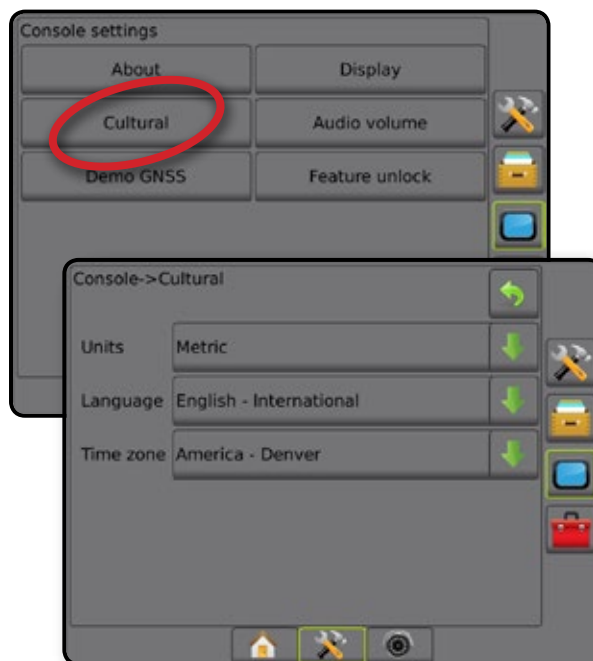 Console settings
About Display
Cultural Audio volume
Demo GNSS Feature unlock
Console->Cultural
Units Metric
Language English - International
Time zone America - Denver